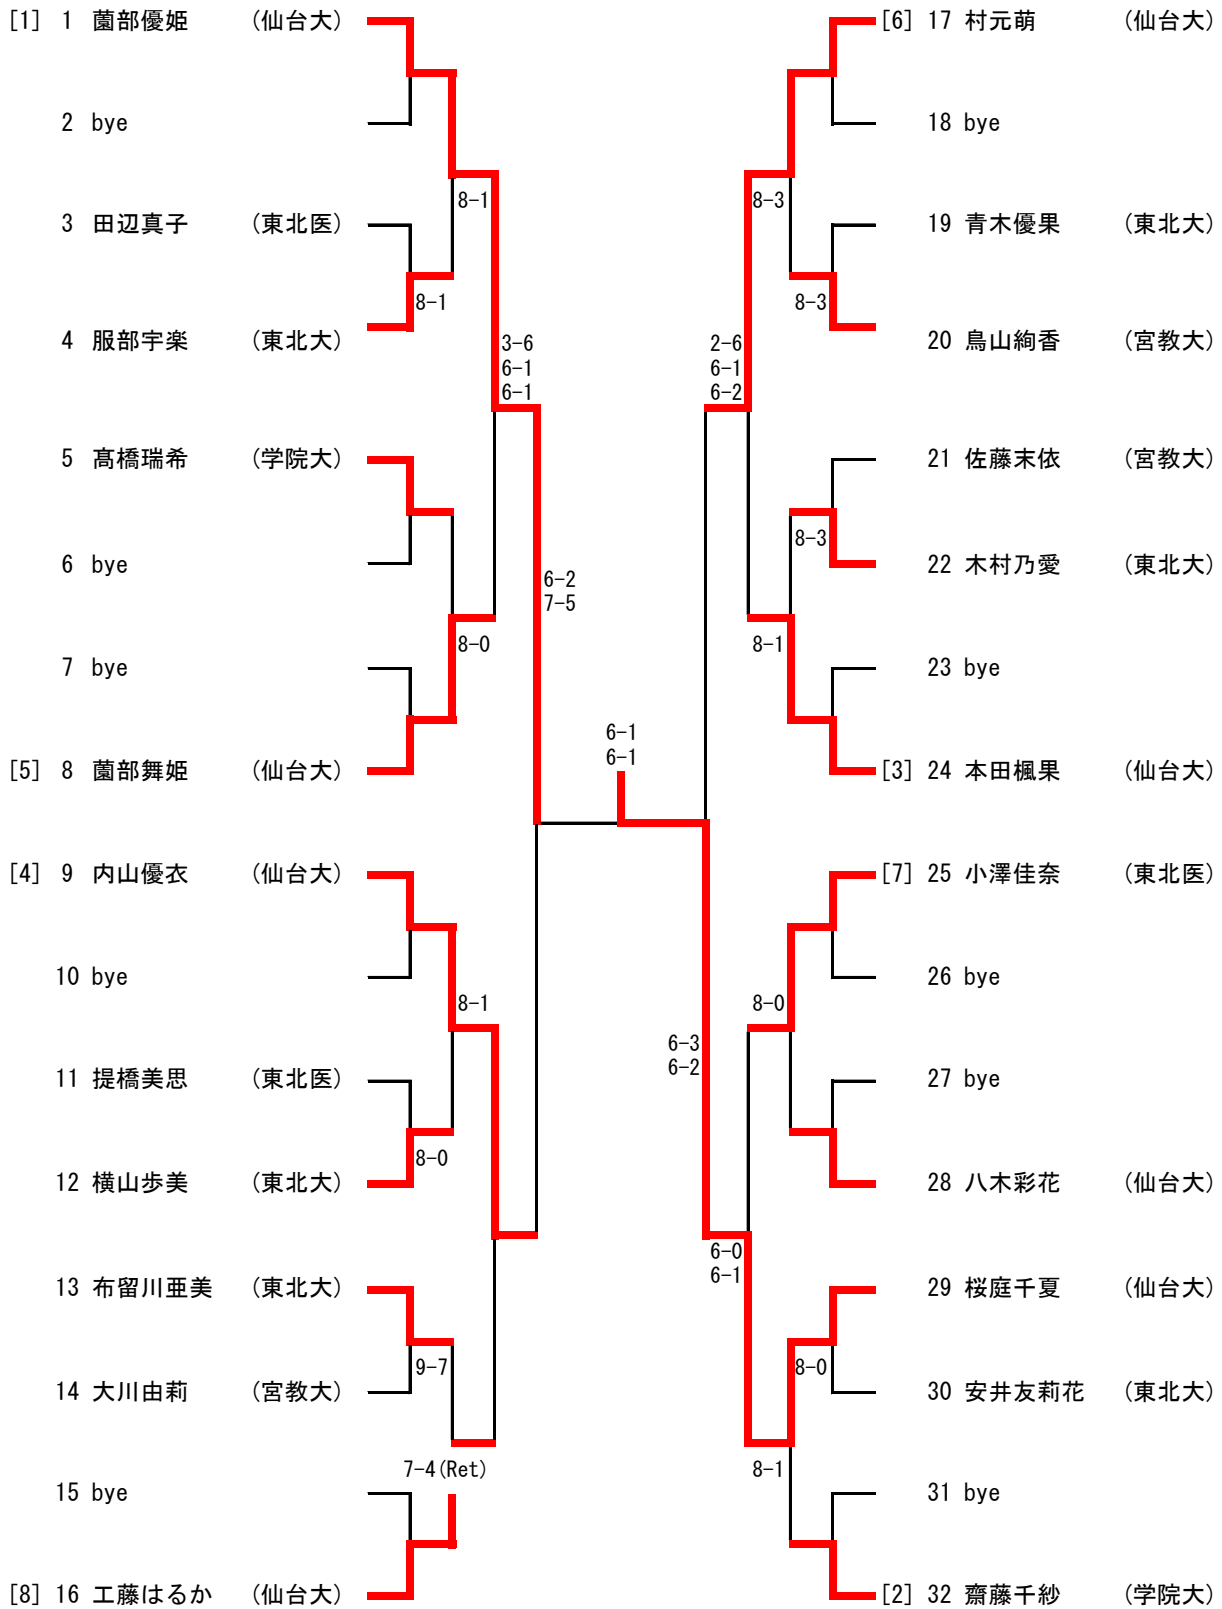 [1] 1 薗部優姫 (仙台大)
2 bye
8-1
3 田辺真子 (東北医)
8-1
4 服部宇楽 (東北大)
3-6
6-1
6-1
5 髙橋瑞希 (学院大)
6 bye
6-2
7-5
8-0
7 bye
[5] 8 薗部舞姫 (仙台大)
[4] 9 内山優衣 (仙台大)
10 bye
8-1
11 提橋美思 (東北医)
8-0
12 横山歩美 (東北大)
13 布留川亜美 (東北大)
9-7
14 大川由莉 (宮教大)
7-4(Ret)
15 bye
[8] 16 工藤はるか (仙台大)
6-1
6-1
[6] 17 村元萌 (仙台大)
18 bye
8-3
19 青木優果 (東北大)
8-3
20 鳥山絢香 (宮教大)
2-6
6-1
6-2
21 佐藤末依 (宮教大)
8-3
22 木村乃愛 (東北大)
8-1
23 bye
[3] 24 本田楓果 (仙台大)
[7] 25 小澤佳奈 (東北医)
26 bye
8-0
6-3
6-2
27 bye
28 八木彩花 (仙台大)
6-0
6-1
29 桜庭千夏 (仙台大)
8-0
30 安井友莉花 (東北大)
8-1
31 bye
[2] 32 齋藤千紗 (学院大)